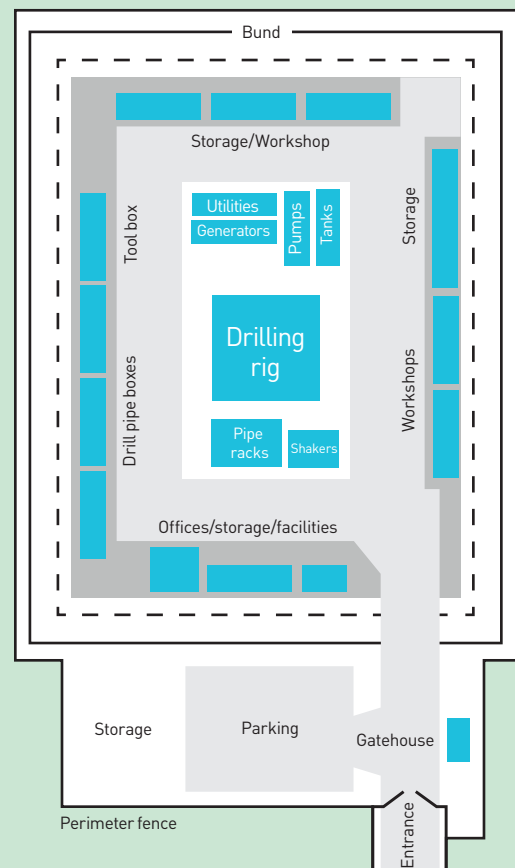 Bund
Storage/Workshop
Tool box
Utilities
Generators
Pumps
Tanks
Storage
Drilling
rig
Drill pipe boxes
Workshops
Pipe
racks
Shakers
Offices/storage/facilities
Storage
Parking
Gatehouse
Perimeter fence
Entrance